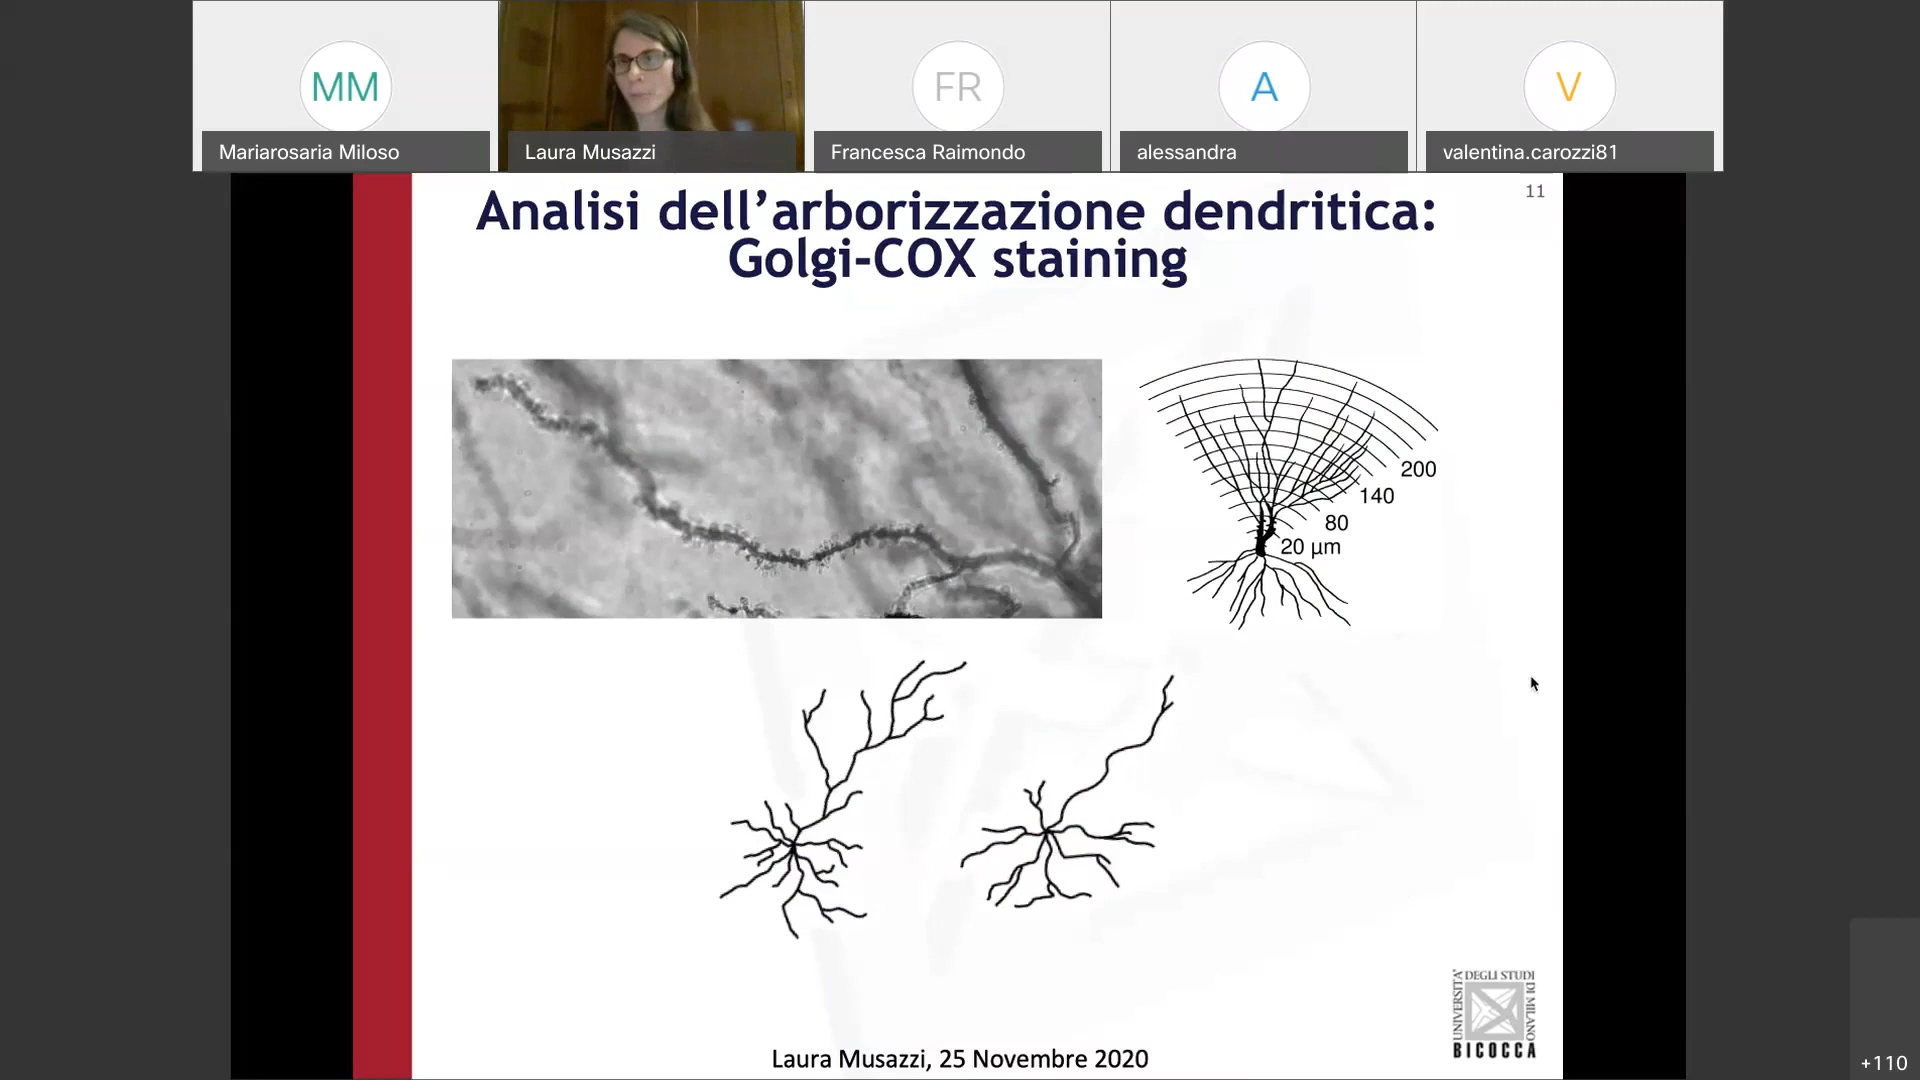 MM
FR
A
V
Mariarosaria Miloso
Laura Musazzi
Francesca Raimondo
alessandra
valentina.carozzi81
11
Analisi dell’arborizzazione dendritica:
Golgi-COX staining
200
140
80
20 µm
UNIVERSITA' DEGLI STUDI DI MILANO
BICOCCA
Laura Musazzi, 25 Novembre 2020
+110